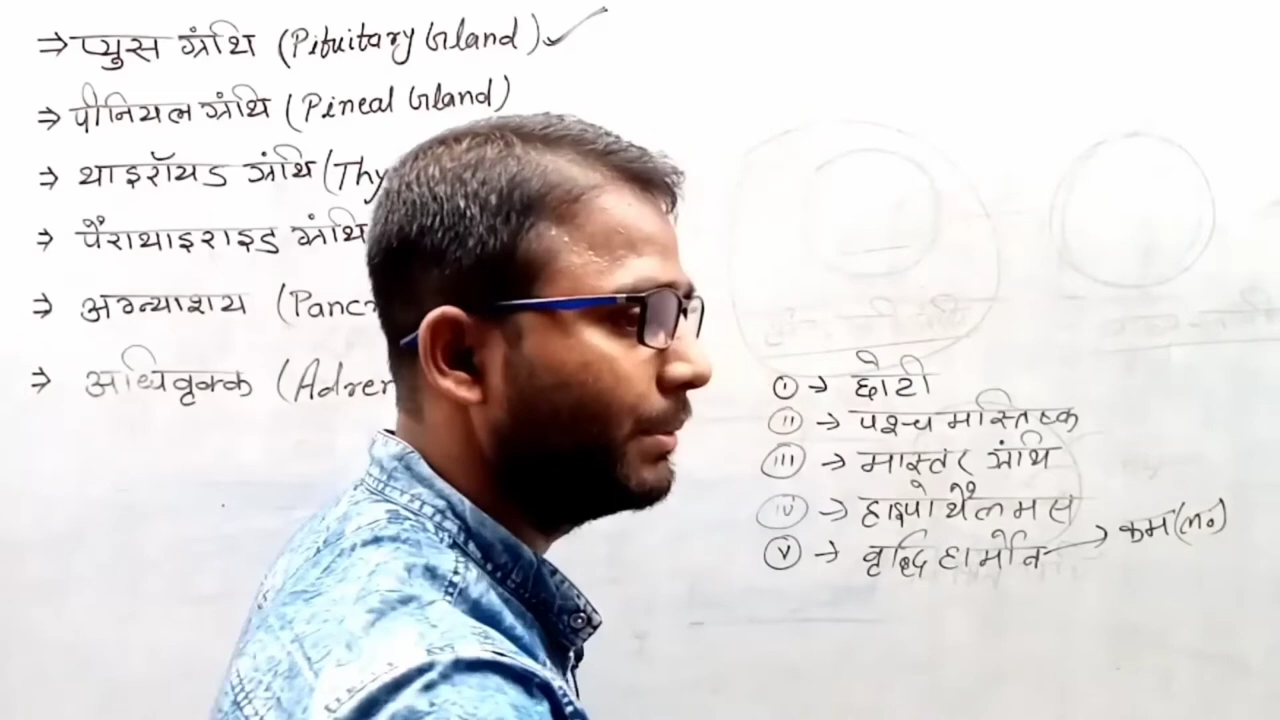 ⇒ प्युस ग्रंथि (Pituitary Gland) ✓
⇒ पीनियल ग्रंथि (Pineal Gland)
⇒ थाइरॉयड ग्रंथि (Thy
⇒ पैंराथाइराइड ग्रंथि
⇒ अग्न्याशय (Panc
⇒ अधिवृक्क (Adren
(i) → छोटी
(ii) → पश्च मस्तिष्क
(iii) → मास्टर ग्रंथि
(iv) → हाइपोथैलमस
(v) → वृद्धि हार्मोन → कम (no)